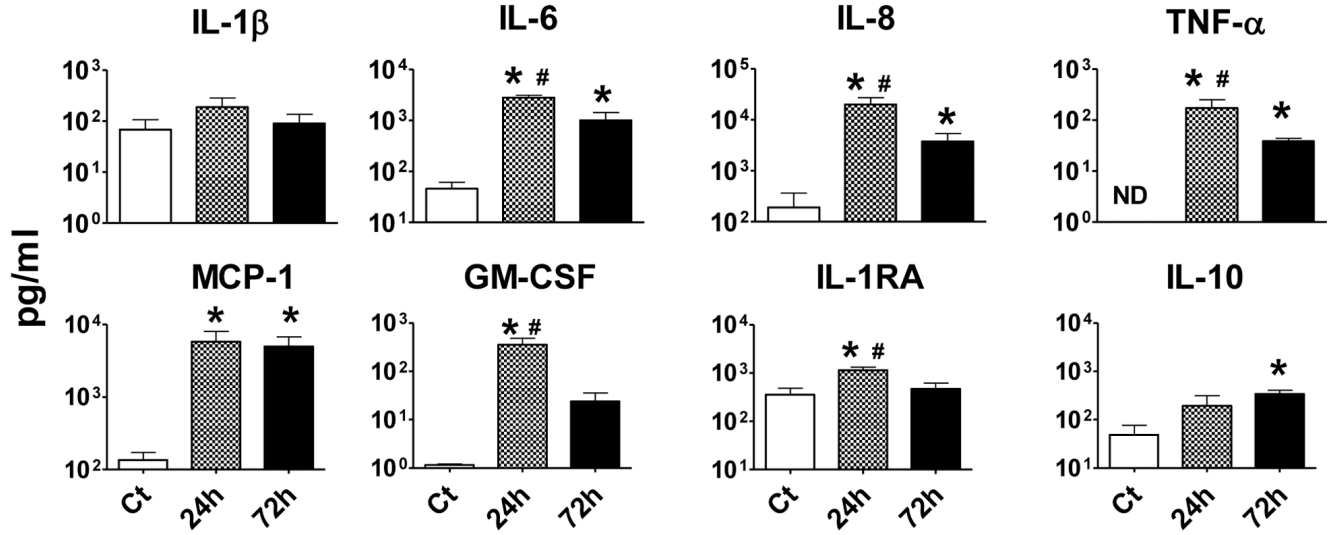 IL-1β
10³
10²
10¹
10⁰
IL-6
* #
*
10⁴
10³
10²
10¹
IL-8
* #
*
10⁵
10⁴
10³
10²
TNF-α
* #
*
10³
10²
10¹
10⁰
ND
pg/ml
MCP-1
* *
10⁴
10³
10²
Ct 24h 72h
GM-CSF
* #
10³
10²
10¹
10⁰
Ct 24h 72h
IL-1RA
* #
10⁴
10³
10²
10¹
Ct 24h 72h
IL-10
*
10⁴
10³
10²
10¹
Ct 24h 72h